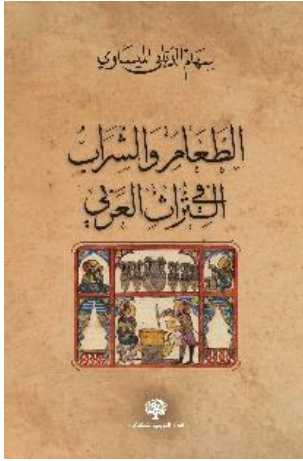 سهام الدبابي الميساوي
الطعام والشراب
في التراث العربي